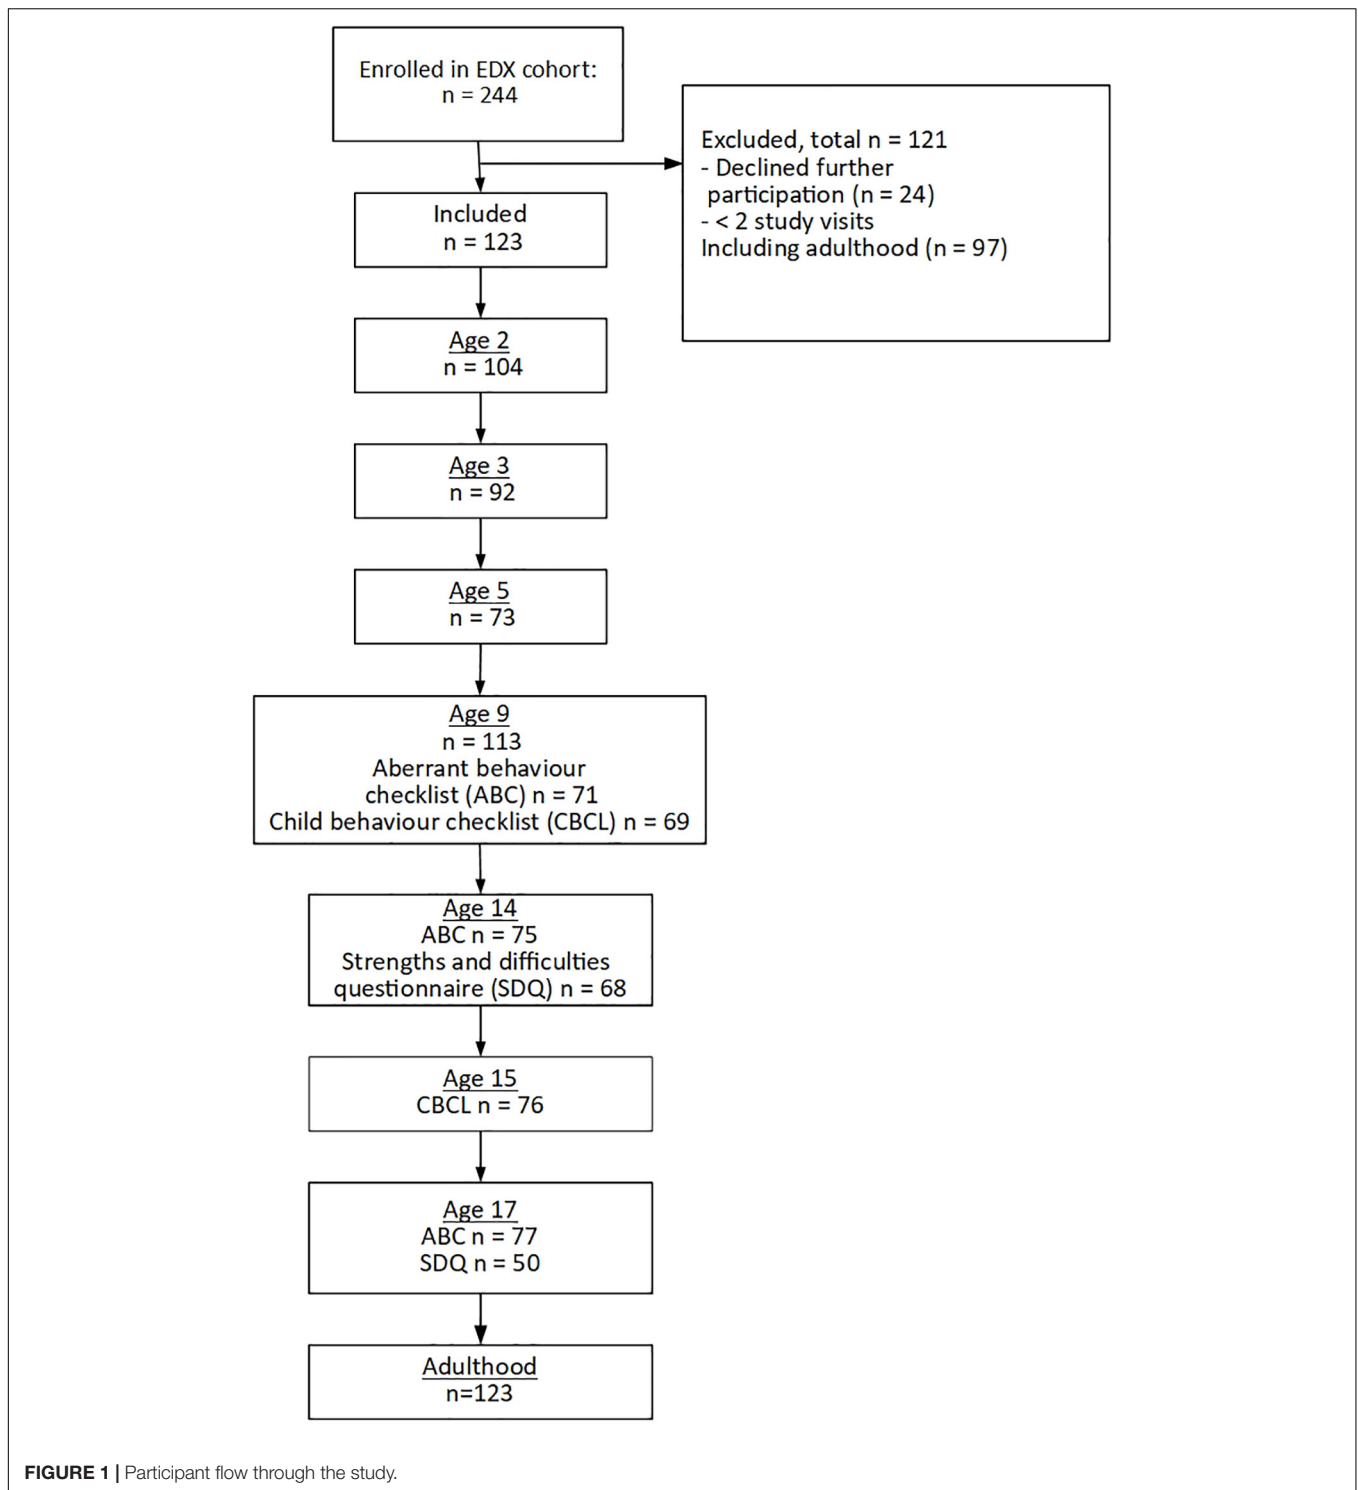 Enrolled in EDX cohort:
n = 244
Excluded, total n = 121
- Declined further
participation (n = 24)
- < 2 study visits
Including adulthood (n = 97)
Included
n = 123
Age 2
n = 104
Age 3
n = 92
Age 5
n = 73
Age 9
n = 113
Aberrant behaviour
checklist (ABC) n = 71
Child behaviour checklist (CBCL) n = 69
Age 14
ABC n = 75
Strengths and difficulties
questionnaire (SDQ) n = 68
Age 15
CBCL n = 76
Age 17
ABC n = 77
SDQ n = 50
Adulthood
n=123
FIGURE 1 | Participant flow through the study.